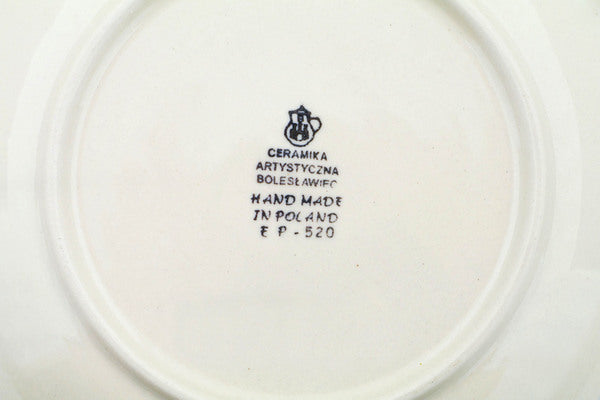 CERAMIKA
ARTYSTYCZNA
BOLESŁAWIEC
HAND MADE
IN POLAND
E P - 520